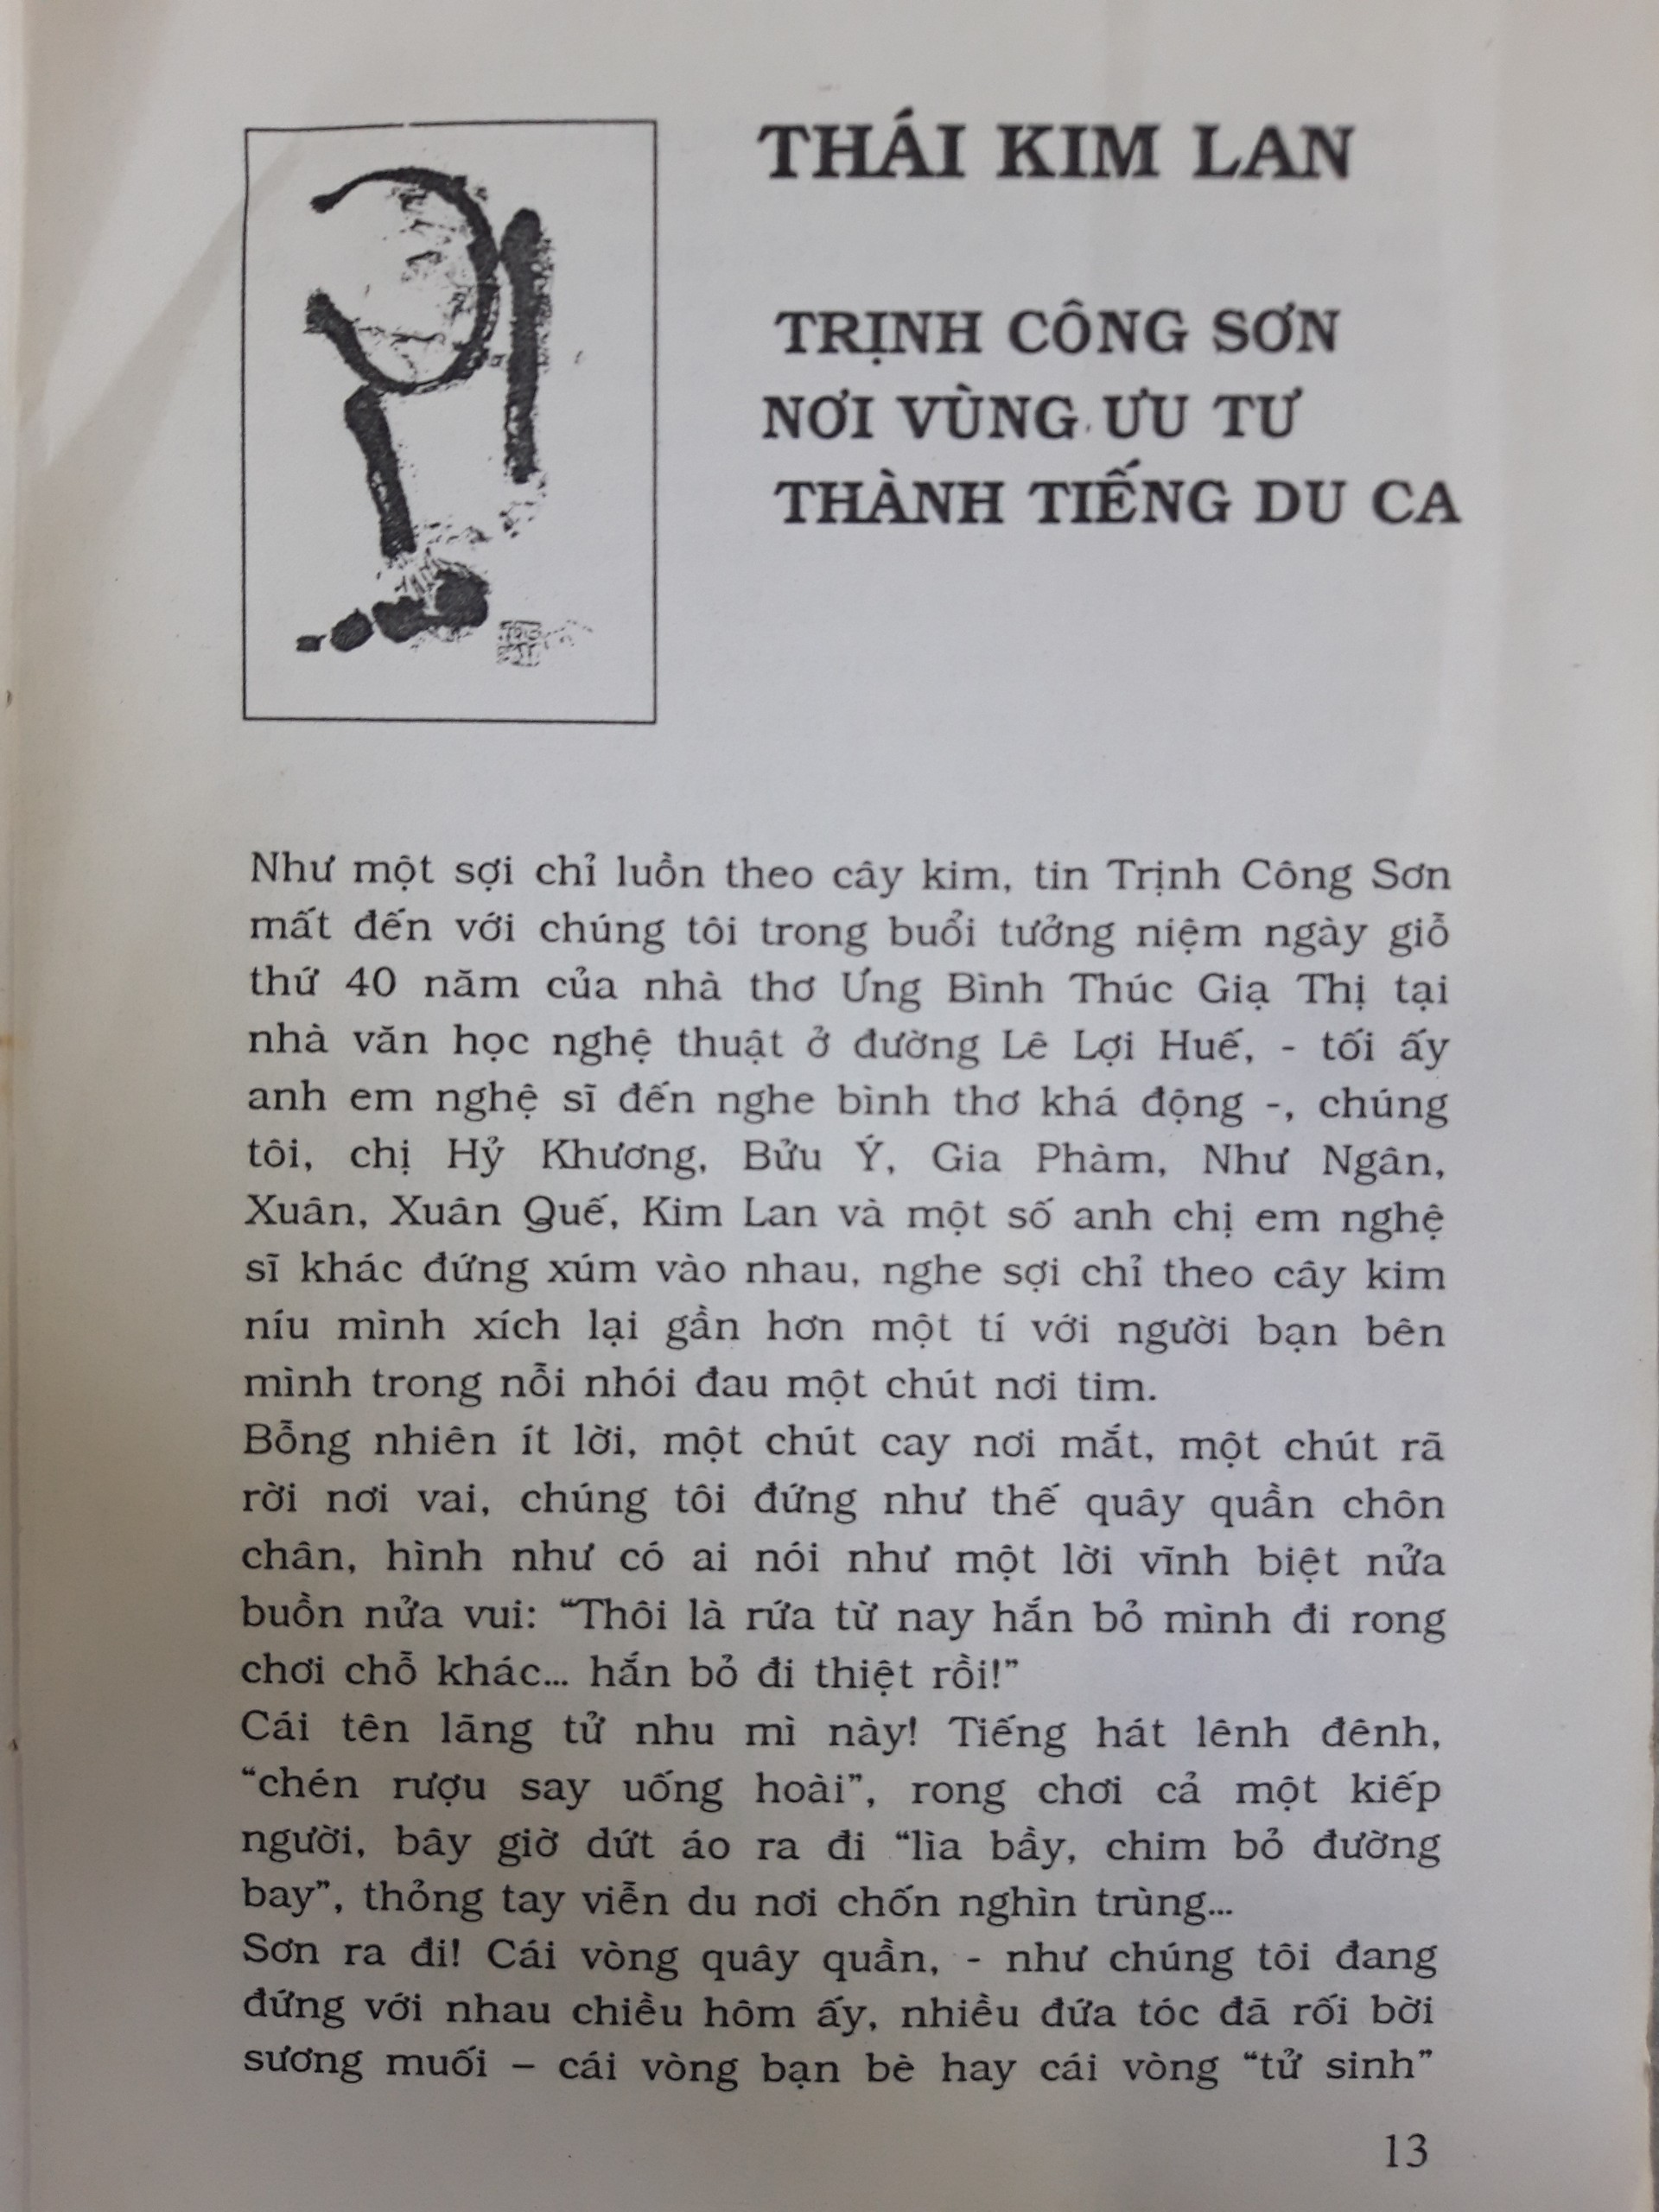 THÁI KIM LAN
TRỊNH CÔNG SƠN
NƠI VÙNG ƯU TƯ
THÀNH TIẾNG DU CA
Như một sợi chỉ luồn theo cây kim, tin Trịnh Công Sơn
mất đến với chúng tôi trong buổi tưởng niệm ngày giỗ
thứ 40 năm của nhà thơ Ưng Bình Thúc Giạ Thị tại
nhà văn học nghệ thuật ở đường Lê Lợi Huế, - tối ấy
anh em nghệ sĩ đến nghe bình thơ khá động -, chúng
tôi, chị Hỷ Khương, Bửu Ý, Gia Phàm, Như Ngân,
Xuân, Xuân Quế, Kim Lan và một số anh chị em nghệ
sĩ khác đứng xúm vào nhau, nghe sợi chỉ theo cây kim
níu mình xích lại gần hơn một tí với người bạn bên
mình trong nỗi nhói đau một chút nơi tim.
Bỗng nhiên ít lời, một chút cay nơi mắt, một chút rã
rời nơi vai, chúng tôi đứng như thế quây quần chôn
chân, hình như có ai nói như một lời vĩnh biệt nửa
buồn nửa vui: “Thôi là rứa từ nay hắn bỏ mình đi rong
chơi chỗ khác... hắn bỏ đi thiệt rồi!”
Cái tên lãng tử nhu mì này! Tiếng hát lênh đênh,
“chén rượu say uống hoài”, rong chơi cả một kiếp
người, bây giờ dứt áo ra đi “lìa bầy, chim bỏ đường
bay”, thỏng tay viễn du nơi chốn nghìn trùng...
Sơn ra đi! Cái vòng quây quần, - như chúng tôi đang
đứng với nhau chiều hôm ấy, nhiều đứa tóc đã rối bời
sương muối – cái vòng bạn bè hay cái vòng “tử sinh”
13